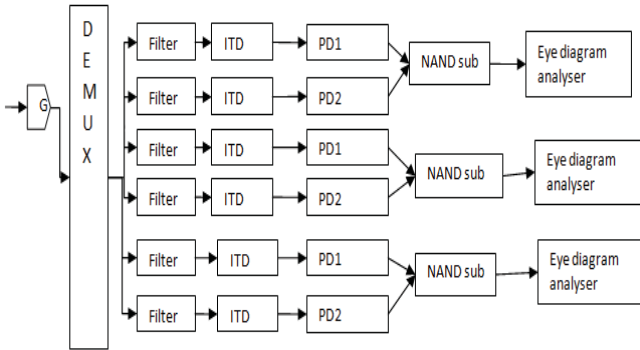 G
D
E
M
U
X
Filter ITD PD1
Filter ITD PD2
NAND sub
Eye diagram
analyser
Filter ITD PD1
Filter ITD PD2
NAND sub
Eye diagram
analyser
Filter ITD PD1
Filter ITD PD2
NAND sub
Eye diagram
analyser